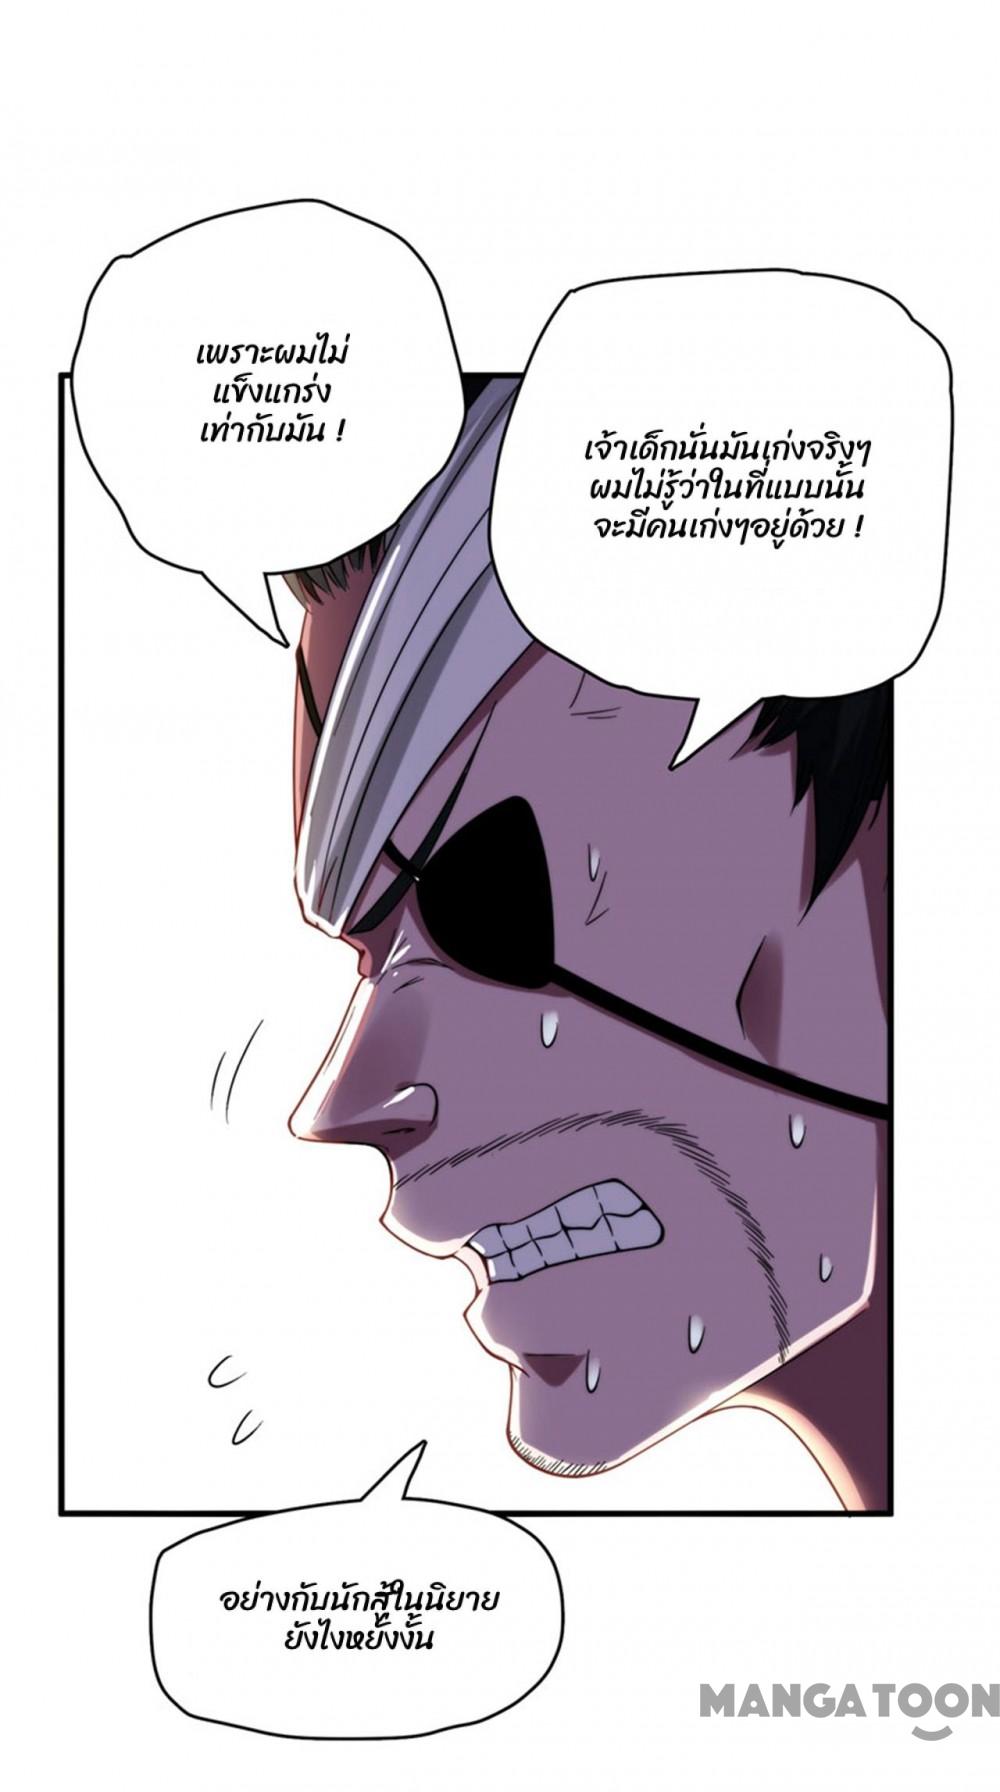 เพราะผมไม่
แข็งแกร่ง
เท่ากับมัน !
เจ้าเด็กนั่นมันเก่งจริงๆ
ผมไม่รู้ว่าในที่แบบนั้น
จะมีคนเก่งๆอยู่ด้วย !
อย่างกับนักสู้ในนิยาย
ยังไงหยั่งงั้น
MANGATOON